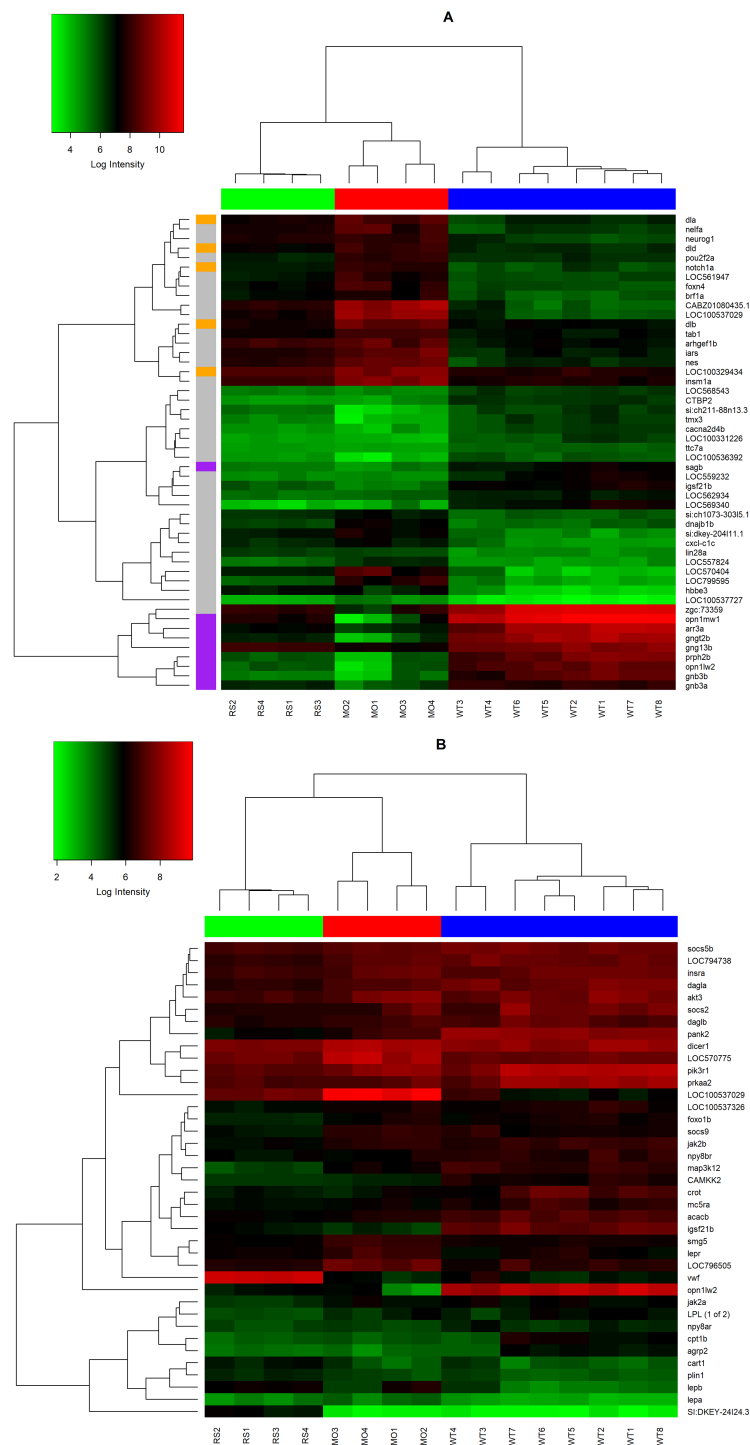 A
4 6 8 10
Log Intensity
dla
nelfa
neurog1
dld
pou2f2a
notch1a
LOC561947
foxn4
brf1a
CABZ01080435.1
LOC100537029
dlb
tab1
arhgef1b
iars
nes
LOC100329434
insm1a
LOC568543
CTBP2
si:ch211-88n13.3
tmx3
cacna2d4b
LOC100331226
ttc7a
LOC100536392
sagb
LOC559232
igsf21b
LOC562934
LOC569340
si:ch1073-303l5.1
dnajb1b
si:dkey-204l11.1
cxcl-c1c
lin28a
LOC557824
LOC570404
LOC799595
hbbe3
LOC100537727
zgc:73359
opn1mw1
arr3a
gngt2b
gng13b
prph2b
opn1lw2
gnb3b
gnb3a
RS2 RS4 RS1 RS3 MO2 MO1 MO3 MO4 WT3 WT4 WT6 WT5 WT2 WT1 WT7 WT8
B
2 4 6 8
Log Intensity
socs5b
LOC794738
insra
dagla
akt3
socs2
daglb
pank2
dicer1
LOC570775
pik3r1
prkaa2
LOC100537029
LOC100537326
foxo1b
socs9
jak2b
npy8br
map3k12
CAMKK2
crot
mc5ra
acacb
igsf21b
smg5
lepr
LOC796505
vwf
opn1lw2
jak2a
LPL (1 of 2)
npy8ar
cpt1b
agrp2
cart1
plin1
lepb
lepa
SI:DKEY-24I24.3
RS2 RS1 RS3 RS4 MO3 MO4 MO1 MO2 WT4 WT3 WT7 WT6 WT5 WT2 WT1 WT8